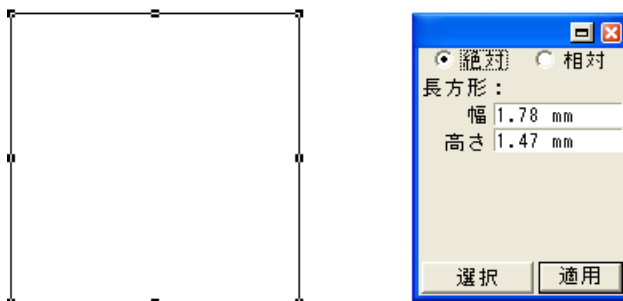 絶対 相対
長方形：
幅 1.78 mm
高さ 1.47 mm
選択 適用